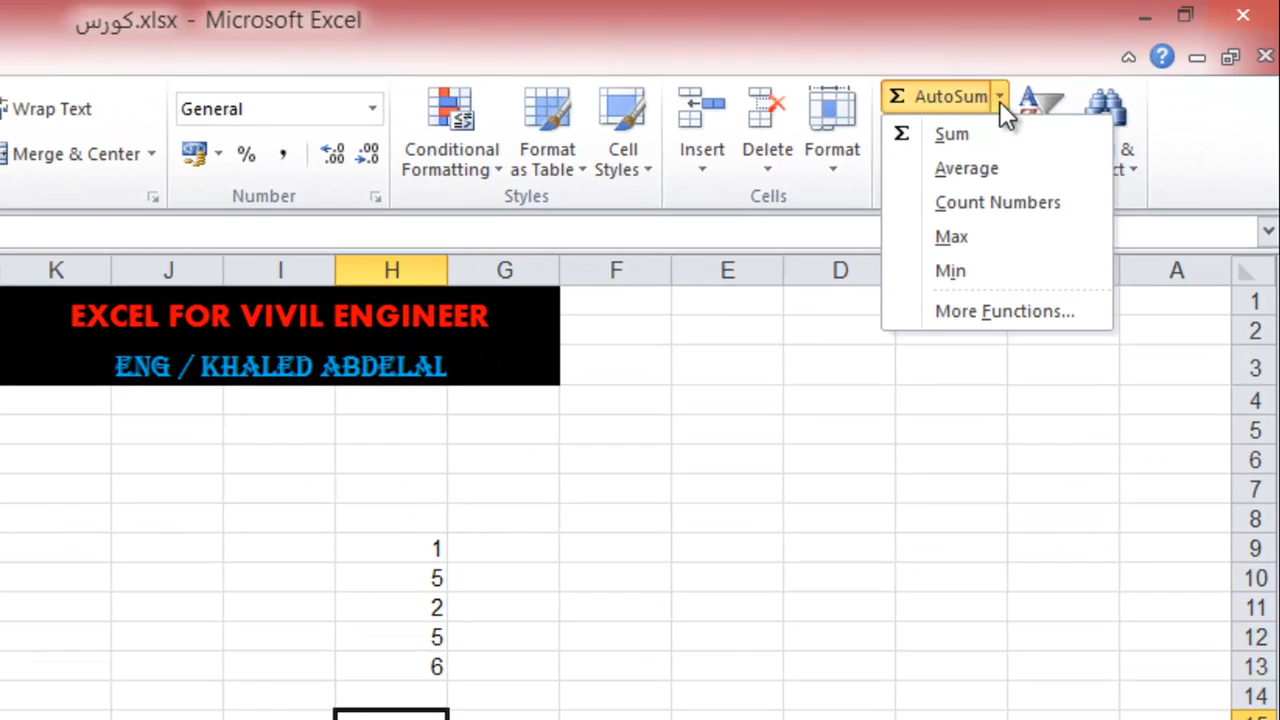 كورس.xlsx - Microsoft Excel
Wrap Text
General
AutoSum
Merge & Center
Conditional Formatting
Format as Table
Cell Styles
Insert
Delete
Format
Number
Styles
Cells
Sum
Average
Count Numbers
Max
Min
More Functions...
K J I H G F E D A
EXCEL FOR VIVIL ENGINEER
ENG / KHALED ABDELAL
1
2
3
4
5
6
7
8
1 9
5 10
2 11
5 12
6 13
14